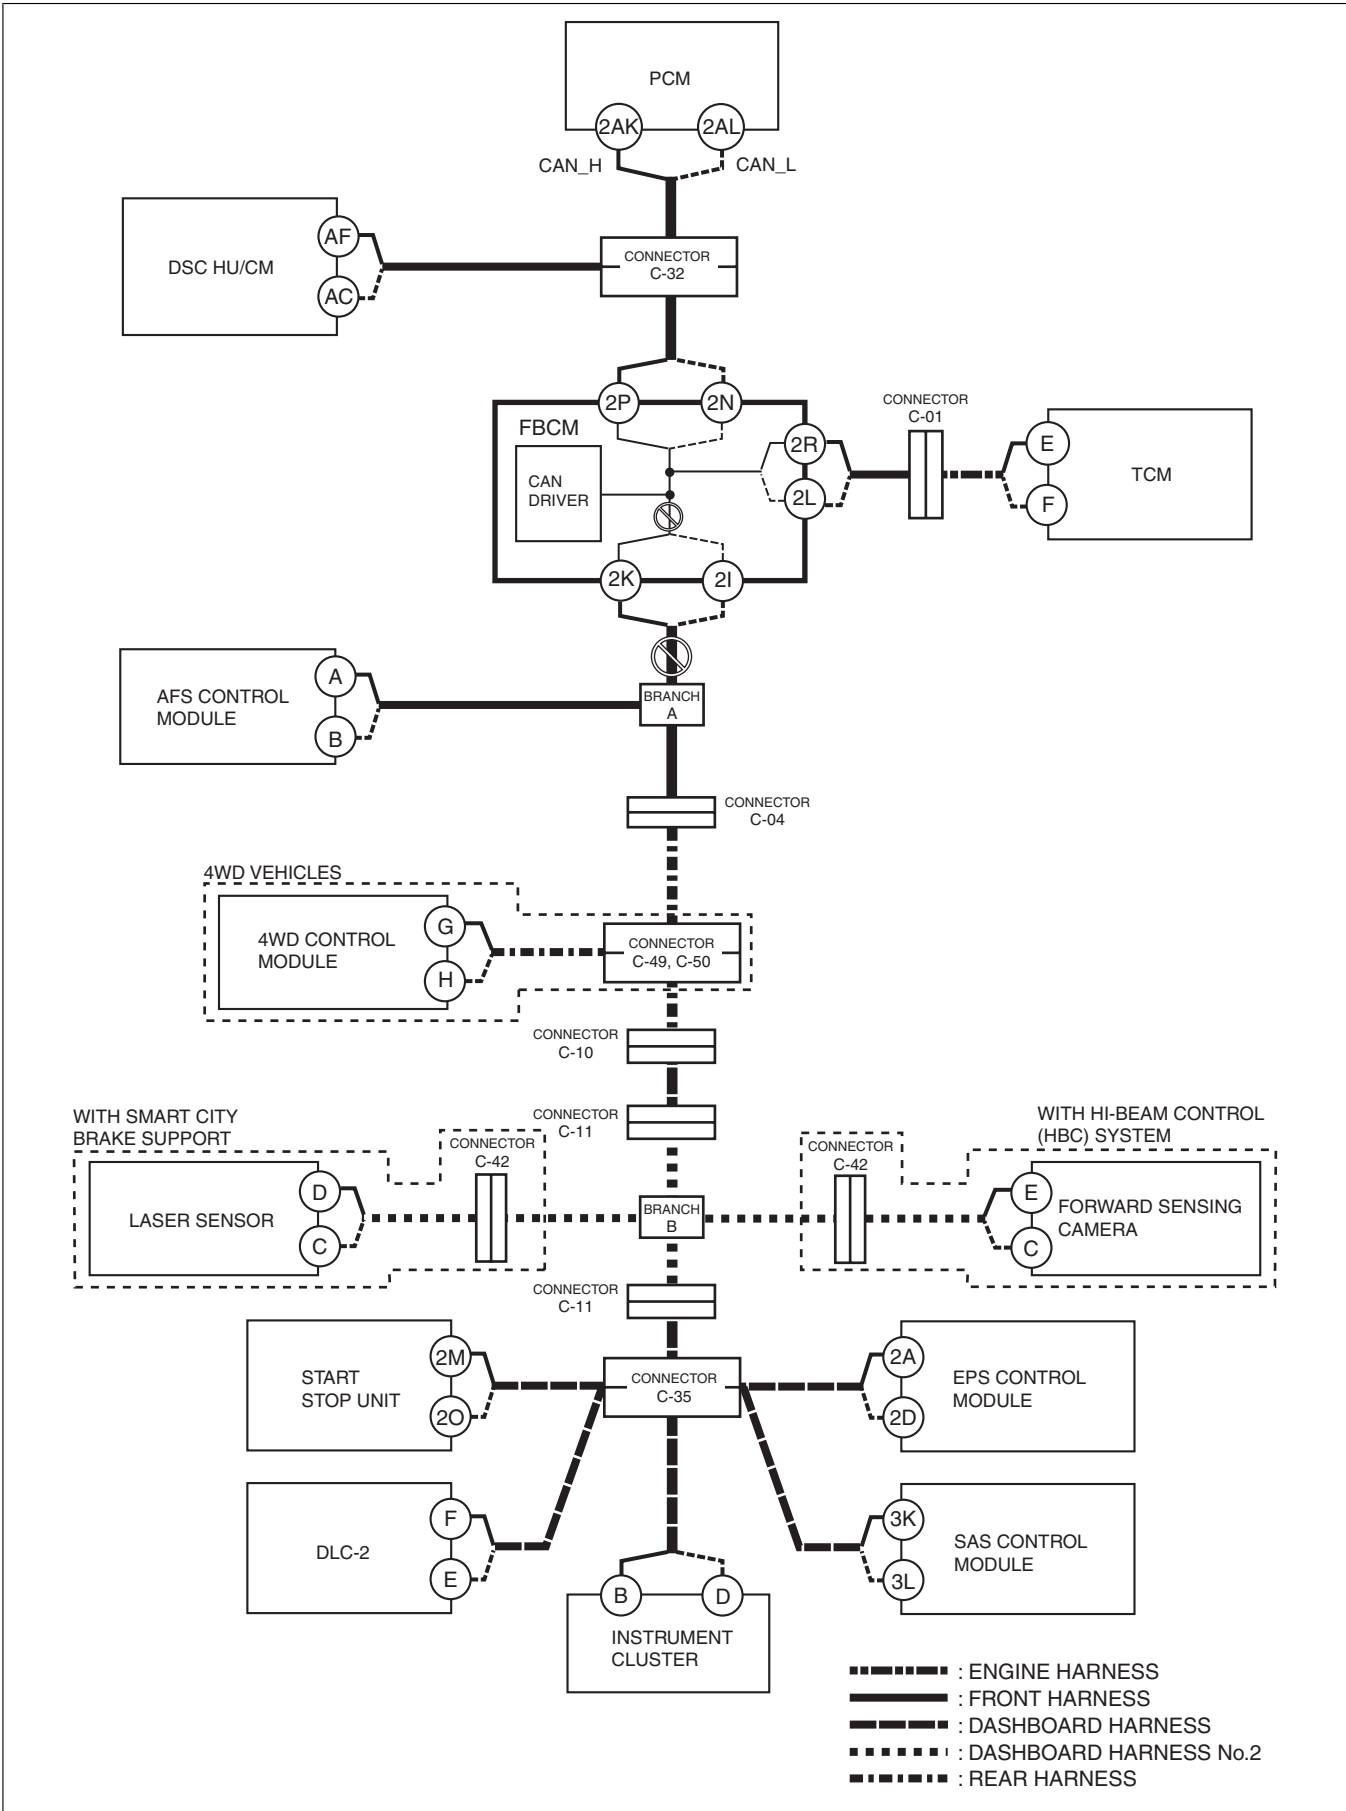 PCM
2AK
2AL
CAN_H
CAN_L
DSC HU/CM
AF
AC
CONNECTOR
C-32
2P
2N
FBCM
CAN
DRIVER
2R
2L
CONNECTOR
C-01
E
F
TCM
2K
2I
AFS CONTROL
MODULE
A
B
BRANCH
A
CONNECTOR
C-04
4WD VEHICLES
4WD CONTROL
MODULE
G
H
CONNECTOR
C-49, C-50
CONNECTOR
C-10
WITH SMART CITY
BRAKE SUPPORT
CONNECTOR
C-11
CONNECTOR
C-42
LASER SENSOR
D
C
BRANCH
B
WITH HI-BEAM CONTROL
(HBC) SYSTEM
CONNECTOR
C-42
E
C
FORWARD SENSING
CAMERA
CONNECTOR
C-11
START
STOP UNIT
2M
2O
CONNECTOR
C-35
2A
2D
EPS CONTROL
MODULE
DLC-2
F
E
3K
3L
SAS CONTROL
MODULE
B
D
INSTRUMENT
CLUSTER
: ENGINE HARNESS
: FRONT HARNESS
: DASHBOARD HARNESS
: DASHBOARD HARNESS No.2
: REAR HARNESS